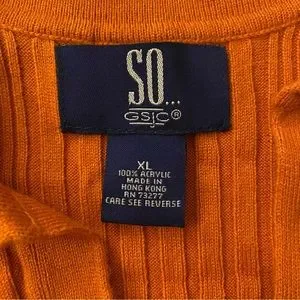 SO...
GSJC®
XL
100% ACRYLIC
MADE IN
HONG KONG
RN 73277
CARE SEE REVERSE